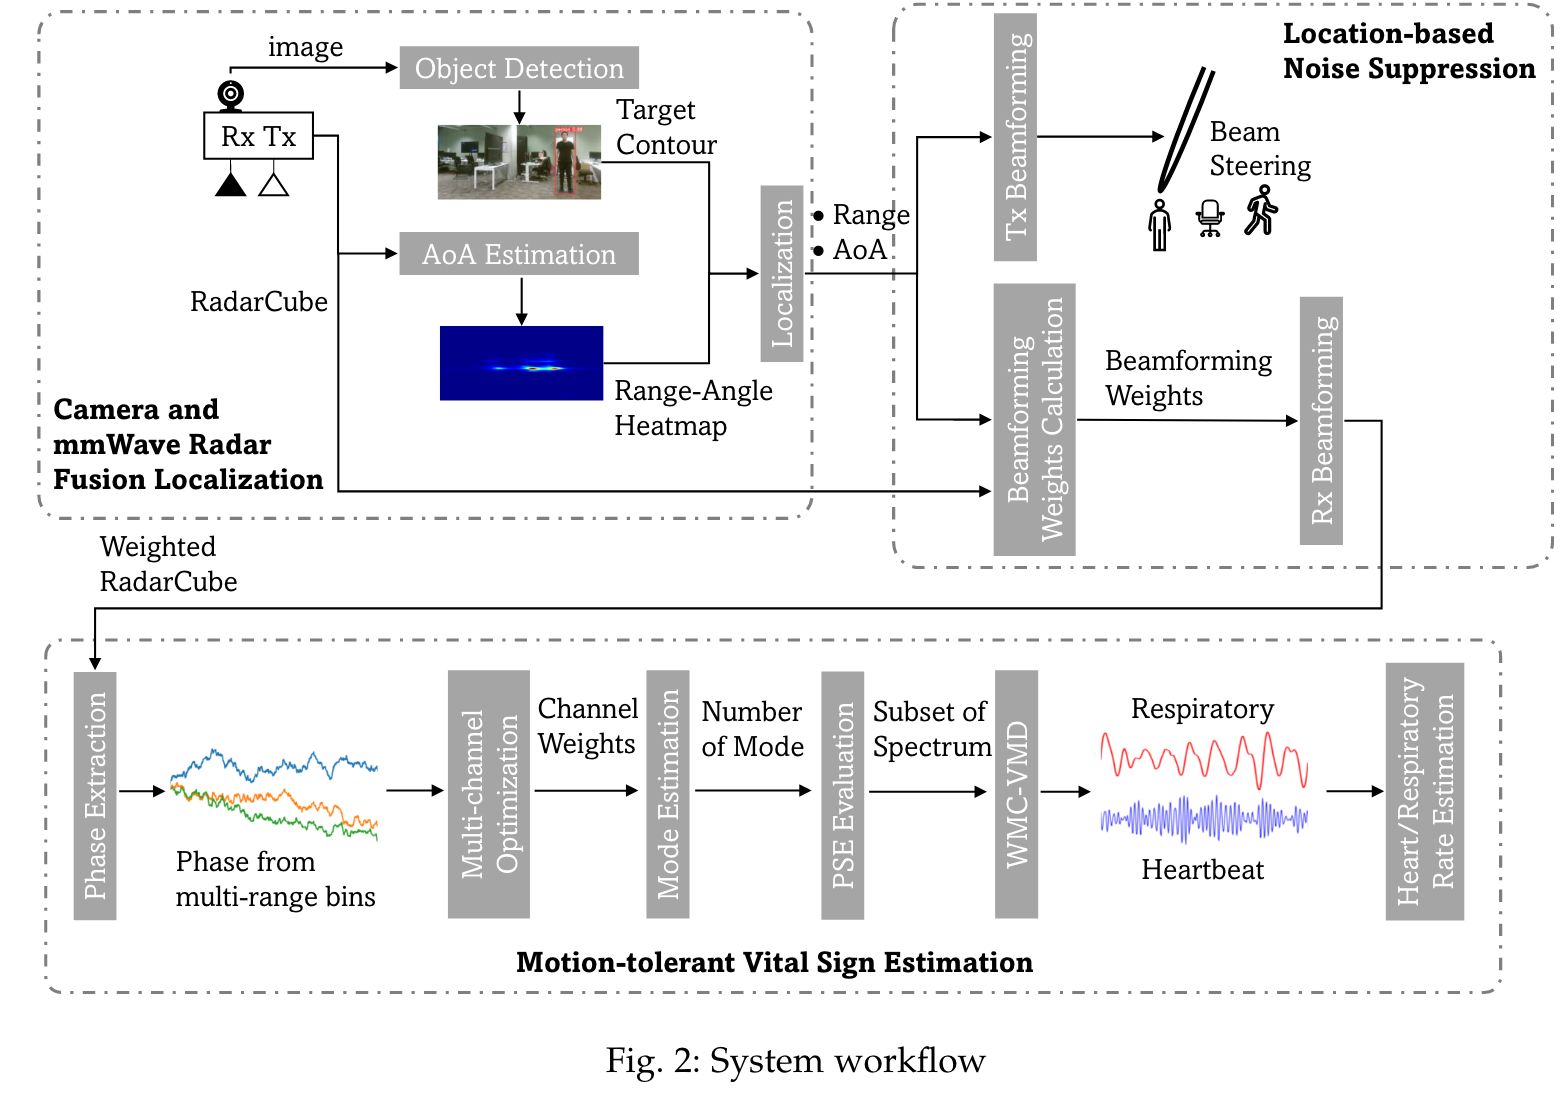 image
Object Detection
Rx Tx
Target
Contour
AoA Estimation
RadarCube
Range-Angle
Heatmap
Localization
Camera and
mmWave Radar
Fusion Localization
• Range
• AoA
Location-based
Noise Suppression
Tx Beamforming
Beam
Steering
Beamforming
Weights Calculation
Beamforming
Weights
Rx Beamforming
Weighted
RadarCube
Phase Extraction
Phase from
multi-range bins
Multi-channel
Optimization
Channel
Weights
Mode Estimation
Number
of Mode
PSE Evaluation
Subset of
Spectrum
WMC-VMD
Respiratory
Heartbeat
Heart/Respiratory
Rate Estimation
Motion-tolerant Vital Sign Estimation
Fig. 2: System workflow